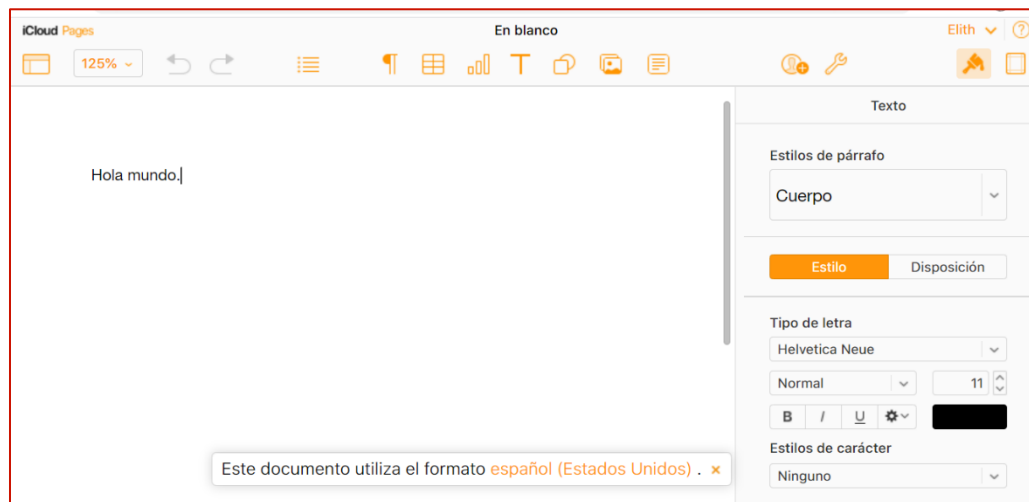 iCloud Pages
En blanco
Elith
?
125%
Texto
Estilos de párrafo
Cuerpo
Hola mundo.
Estilo
Disposición
Tipo de letra
Helvetica Neue
Normal
11
B I U
Estilos de carácter
Ninguno
Este documento utiliza el formato español (Estados Unidos) . ×